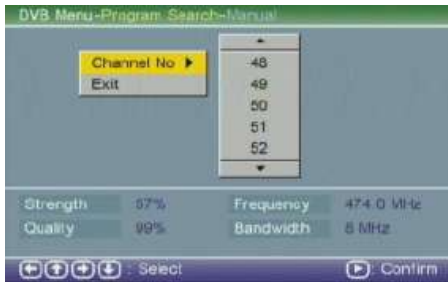 DVB Menu-Program Search-Manual
Channel No
Exit
48
49
50
51
52
Strength 67%
Frequency 474.0 MHz
Quality 99%
Bandwidth 8 MHz
: Select
: Confirm